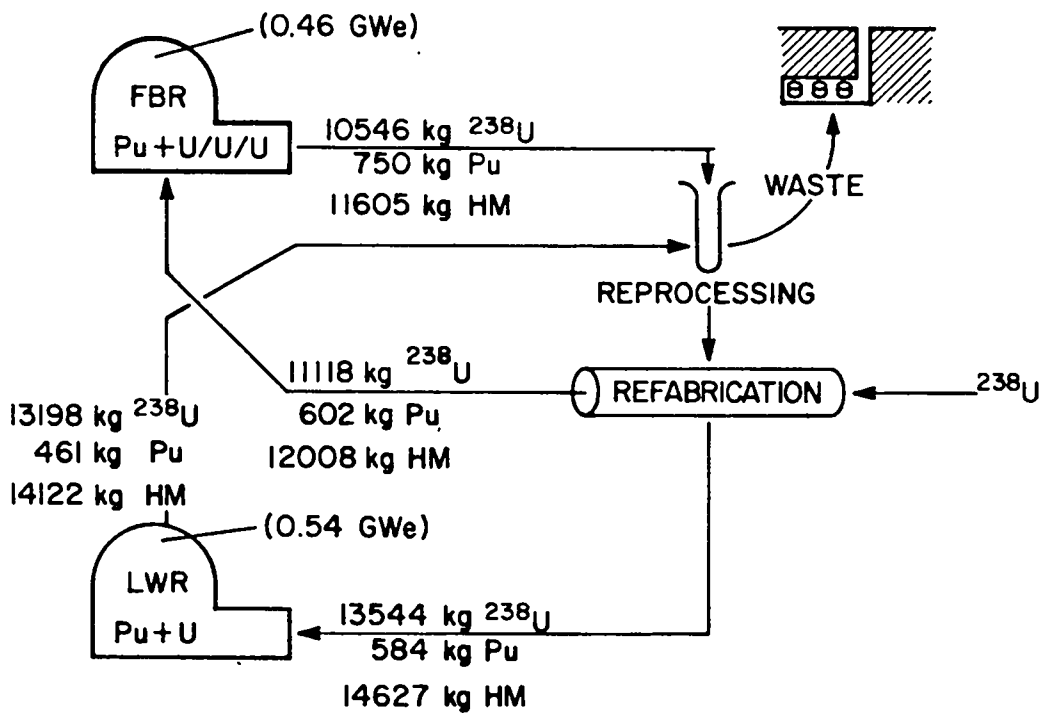 (0.46 GWe)
FBR
Pu + U/U/U
10546 kg ²³⁸U
750 kg Pu
11605 kg HM
WASTE
REPROCESSING
11118 kg ²³⁸U
602 kg Pu
12008 kg HM
REFABRICATION
²³⁸U
13198 kg ²³⁸U
461 kg Pu
14122 kg HM
(0.54 GWe)
LWR
Pu + U
13544 kg ²³⁸U
584 kg Pu
14627 kg HM